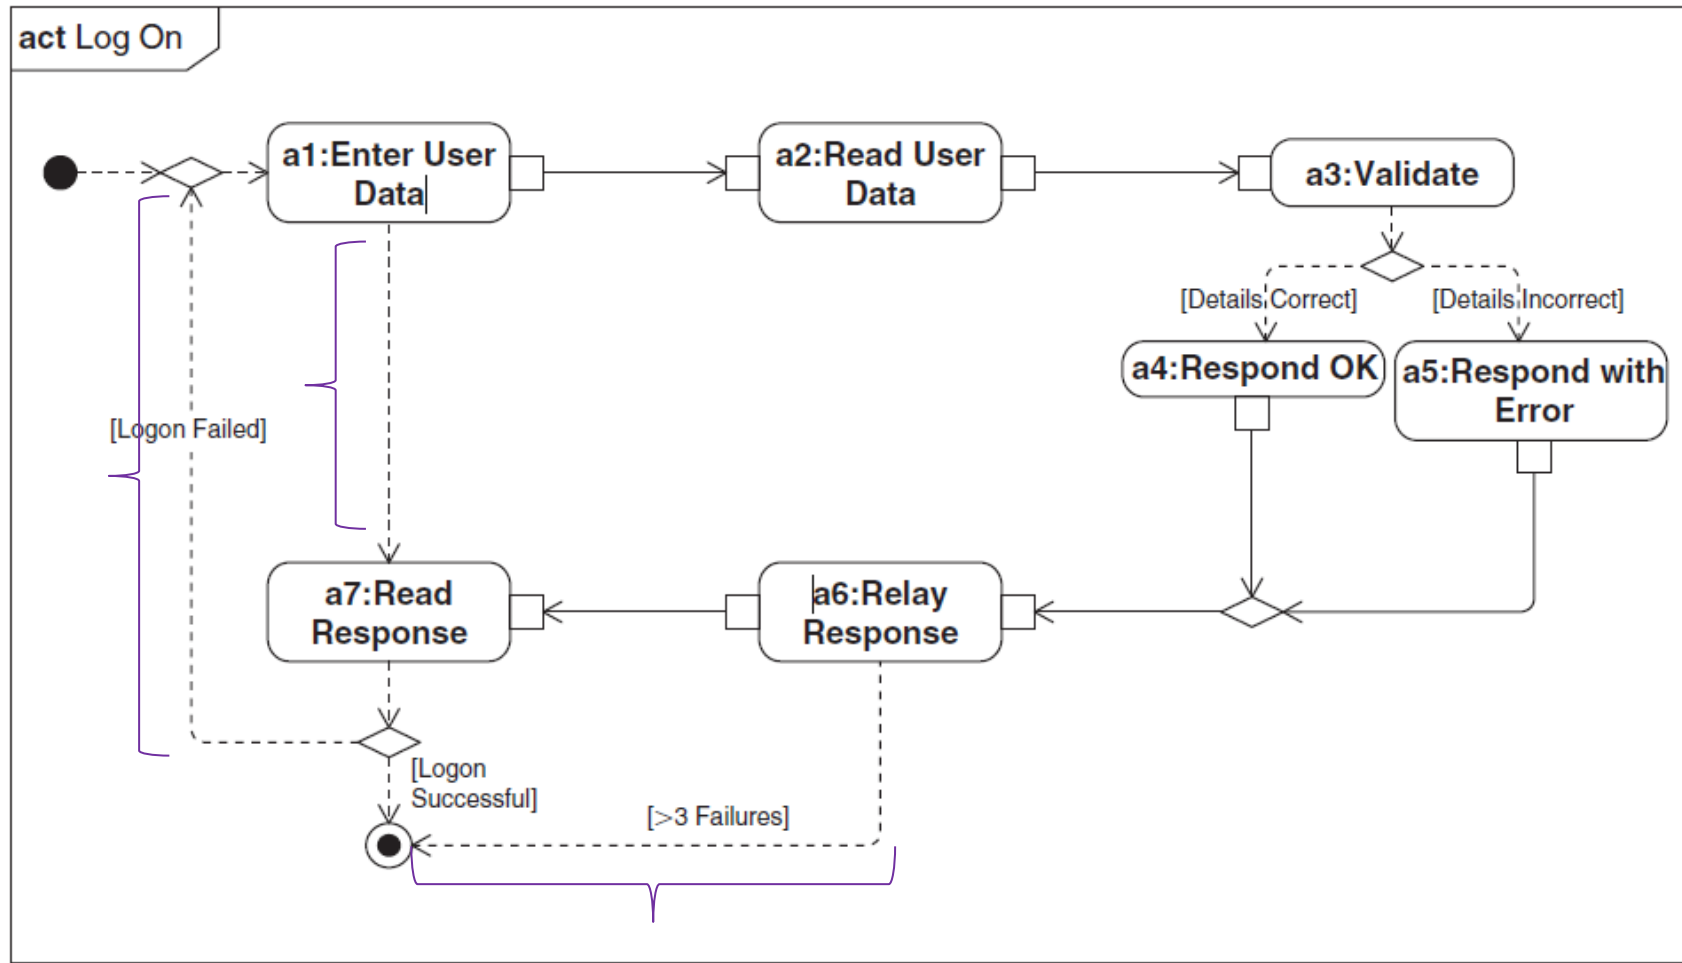 act Log On
a1:Enter User
Data
a2:Read User
Data
a3:Validate
[Details Correct]
[Details Incorrect]
a4:Respond OK
a5:Respond with
Error
[Logon Failed]
a7:Read
Response
a6:Relay
Response
[Logon
Successful]
[>3 Failures]